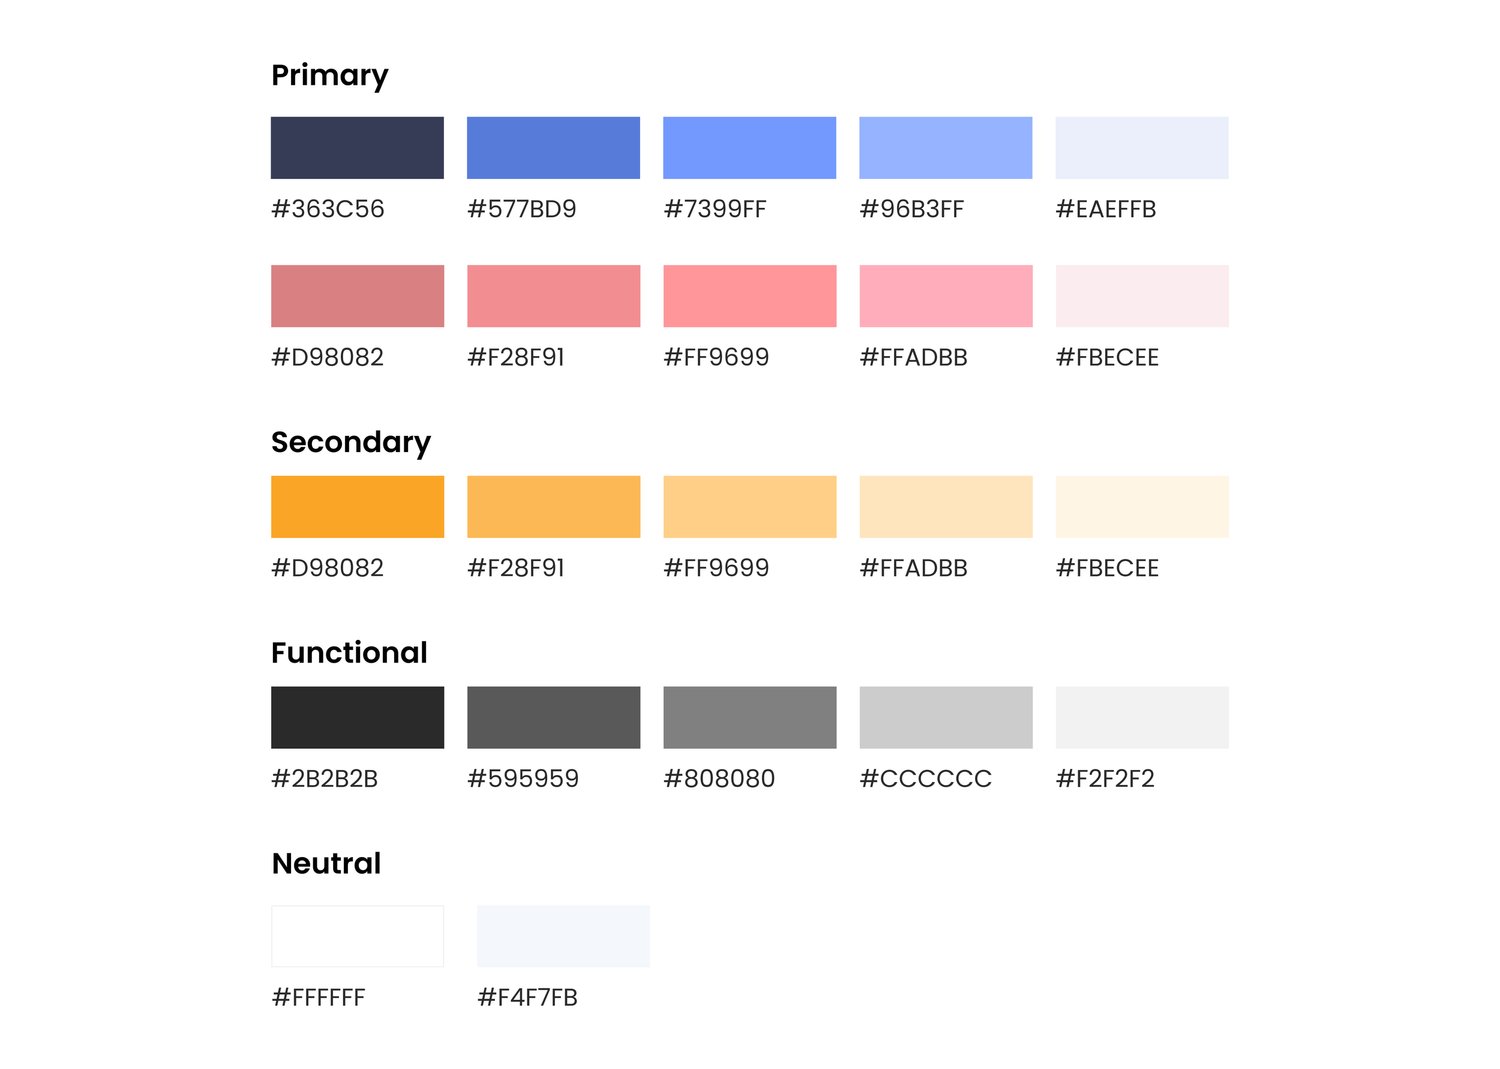 Primary
#363C56 #577BD9 #7399FF #96B3FF #EAEFFB
#D98082 #F28F91 #FF9699 #FFADBB #FBECEE
Secondary
#D98082 #F28F91 #FF9699 #FFADBB #FBECEE
Functional
#2B2B2B #595959 #808080 #CCCCCC #F2F2F2
Neutral
#FFFFFF #F4F7FB